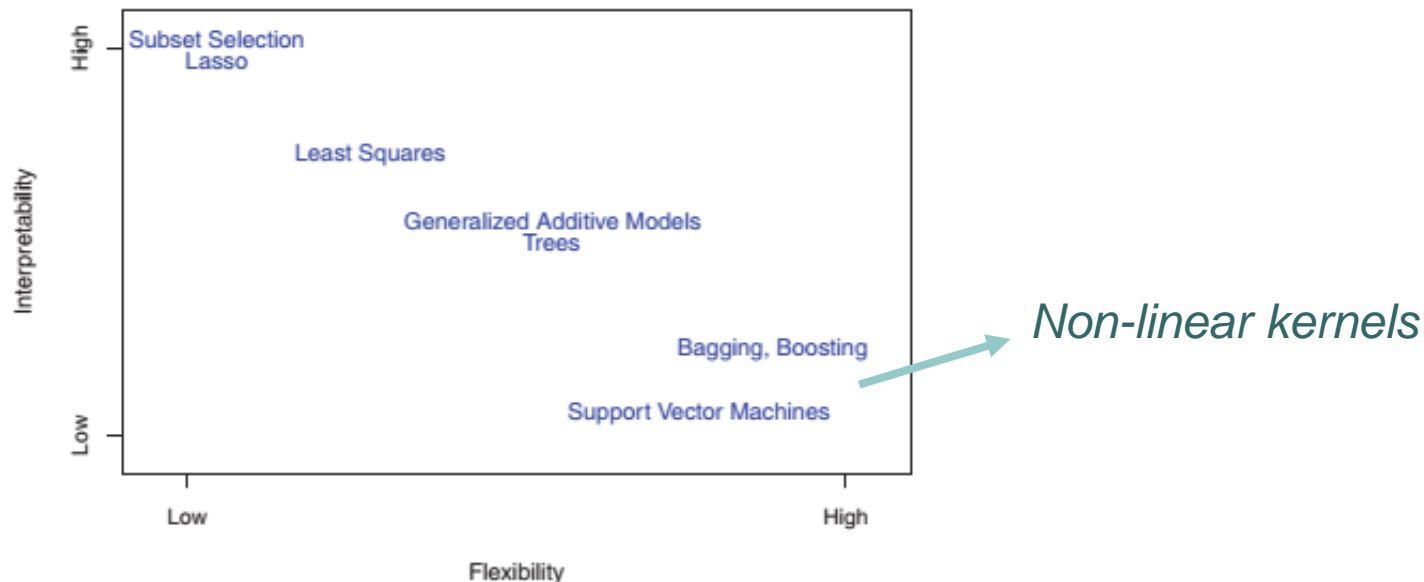 High
Subset Selection
Lasso
Least Squares
Interpretability
Generalized Additive Models
Trees
Non-linear kernels
Bagging, Boosting
Support Vector Machines
Low
Low
High
Flexibility